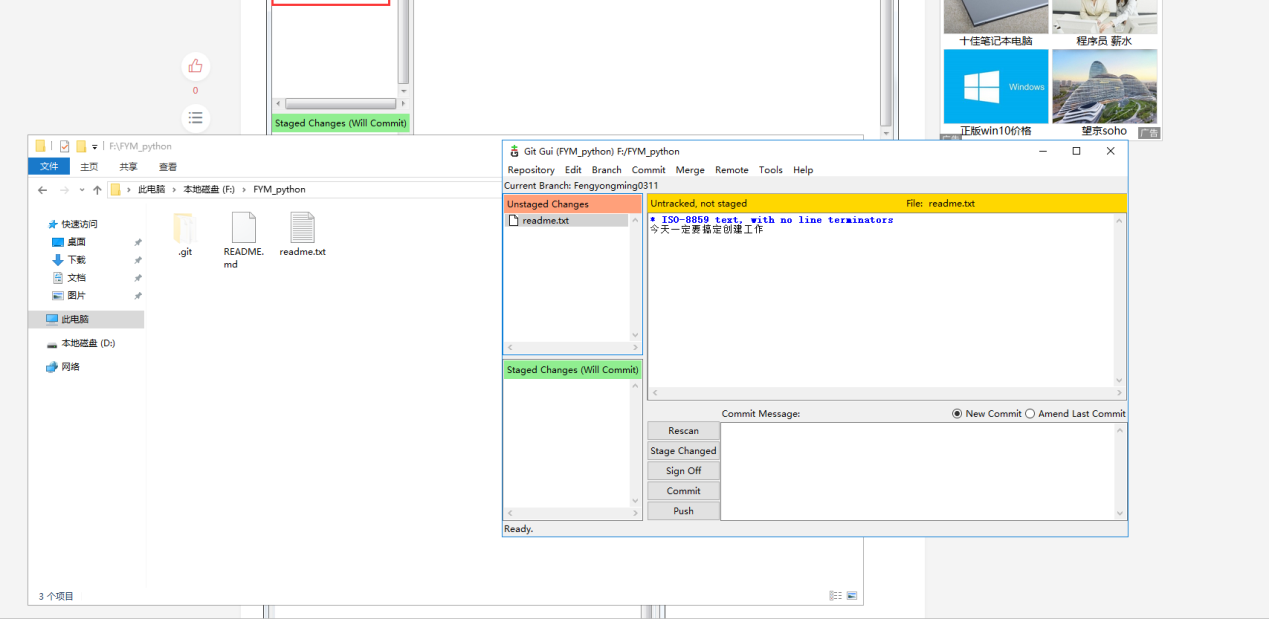 十佳笔记本电脑
程序员 薪水
0
Windows
Staged Changes (Will Commit)
正版win10价格
望京soho
广告
F:\FYM_python
文件
主页
共享
查看
此电脑
本地磁盘 (F:)
FYM_python
快速访问
桌面
下载
文档
图片
此电脑
本地磁盘 (D:)
网络
.git
README.
md
readme.txt
3 个项目
Git Gui (FYM_python) F:/FYM_python
Repository Edit Branch Commit Merge Remote Tools Help
Current Branch: Fengyongming0311
Unstaged Changes
readme.txt
Untracked, not staged
File: readme.txt
* ISO-8859 text, with no line terminators
今天一定要搞定创建工作
Staged Changes (Will Commit)
Commit Message:
New Commit
Amend Last Commit
Rescan
Stage Changed
Sign Off
Commit
Push
Ready.